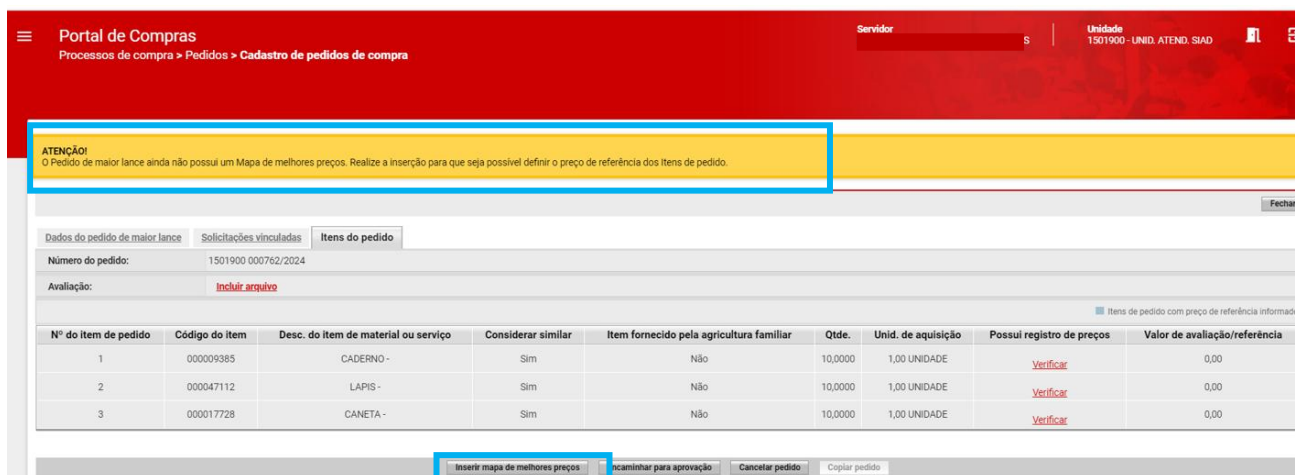 Portal de Compras
Processos de compra > Pedidos > Cadastro de pedidos de compra
Servidor
S
Unidade
1501900 - UNID. ATEND. SIAD
ATENÇÃO!
O Pedido de maior lance ainda não possui um Mapa de melhores preços. Realize a inserção para que seja possível definir o preço de referência dos Itens de pedido.
Fechar
Dados do pedido de maior lance Solicitações vinculadas Itens do pedido
Número do pedido: 1501900 000762/2024
Avaliação: Incluir arquivo
Itens de pedido com preço de referência informado
Nº do item de pedido Código do item Desc. do item de material ou serviço Considerar similar Item fornecido pela agricultura familiar Qtde. Unid. de aquisição Possui registro de preços Valor de avaliação/referência
1 000009385 CADERNO - Sim Não 10,0000 1,00 UNIDADE Verificar 0,00
2 000047112 LAPIS - Sim Não 10,0000 1,00 UNIDADE Verificar 0,00
3 000017728 CANETA - Sim Não 10,0000 1,00 UNIDADE Verificar 0,00
Inserir mapa de melhores preços Encaminhar para aprovação Cancelar pedido Copiar pedido